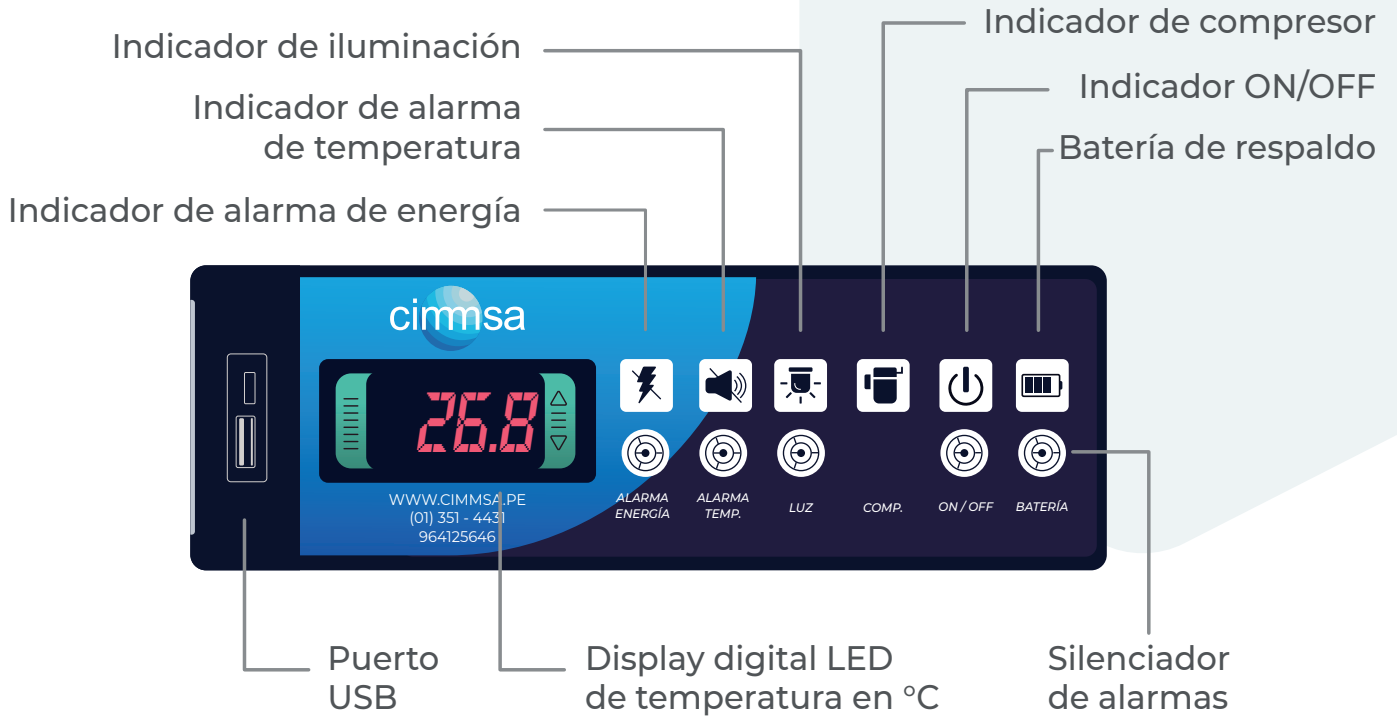 Indicador de iluminación
Indicador de alarma
de temperatura
Indicador de alarma de energía
Indicador de compresor
Indicador ON/OFF
Batería de respaldo
cimmsa
26.8
WWW.CIMMSA.PE
(01) 351 - 4431
964125646
ALARMA
ENERGÍA
ALARMA
TEMP.
LUZ
COMP.
ON / OFF
BATERÍA
Puerto
USB
Display digital LED
de temperatura en °C
Silenciador
de alarmas